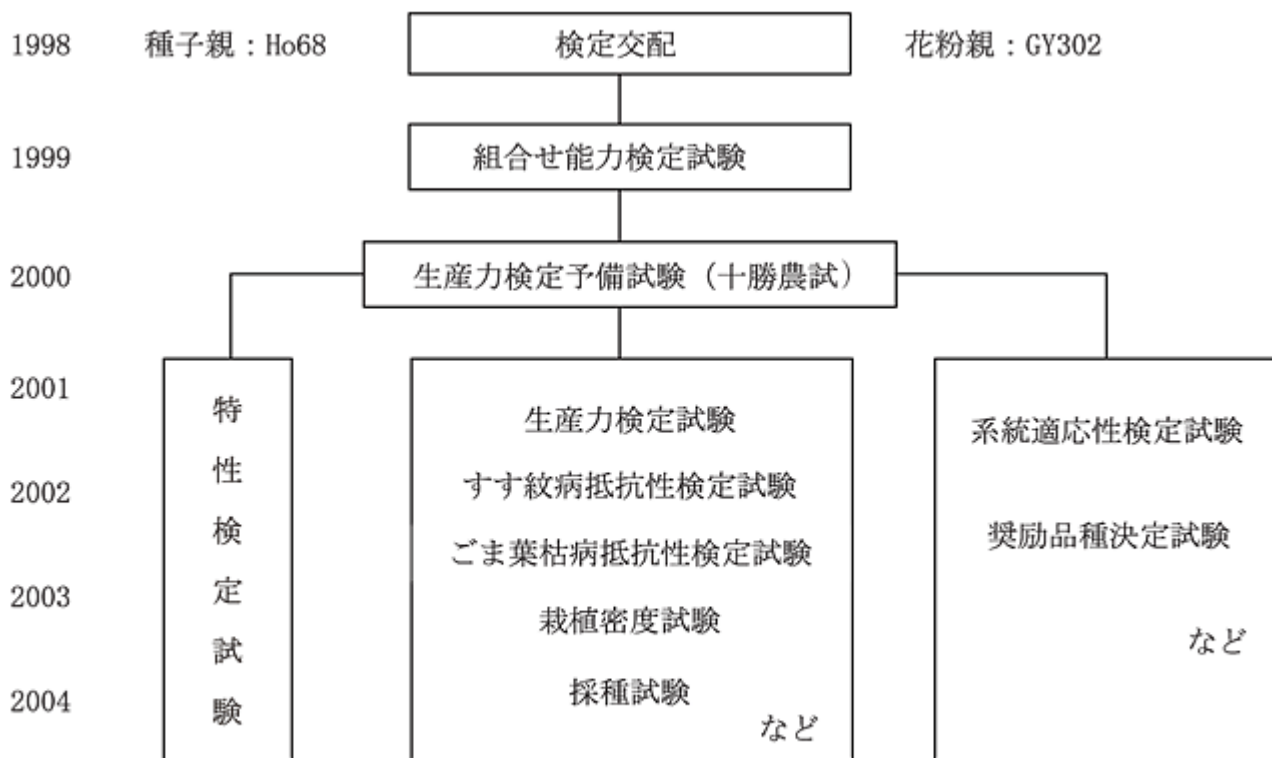 1998
種子親：Ho68
検定交配
花粉親：GY302
1999
組合せ能力検定試験
2000
生産力検定予備試験（十勝農試）
2001
2002
2003
2004
特性検定試験
生産力検定試験
すす紋病抵抗性検定試験
ごま葉枯病抵抗性検定試験
栽植密度試験
採種試験
など
系統適応性検定試験
奨励品種決定試験
など